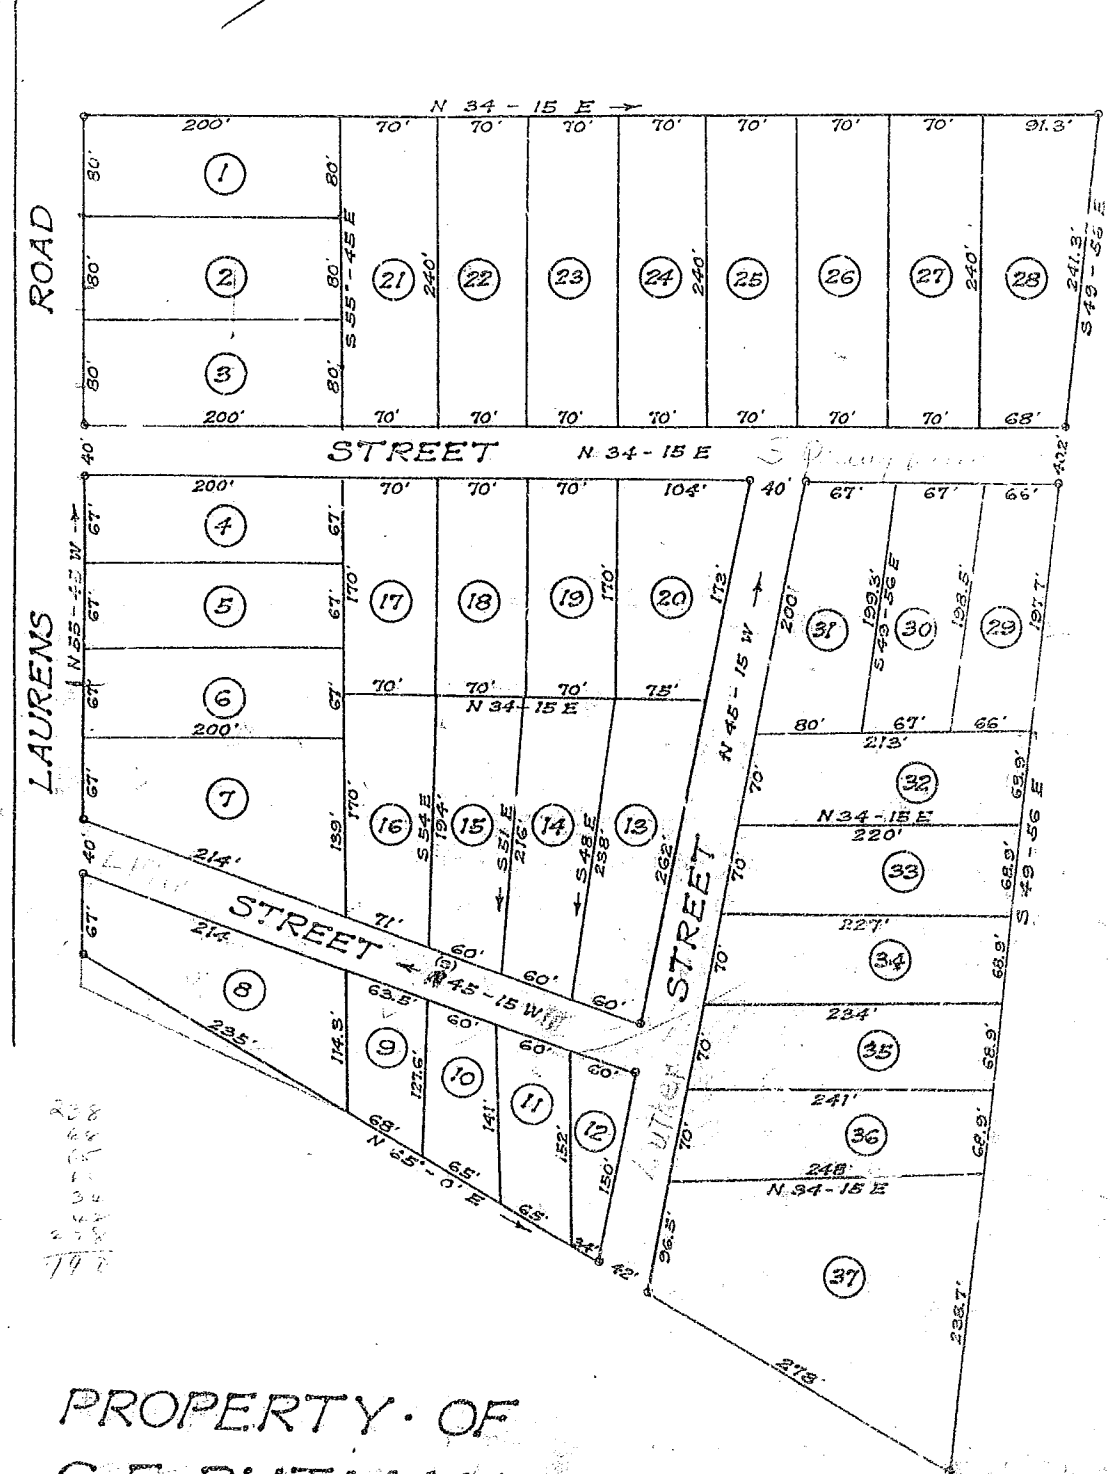 N 34 - 15 E →
200' 70' 70' 70' 70' 70' 70' 70' 91.3'
80' 1 80'
80' 2 80'
80' 3 80'
ROAD
S 55° - 45 E
21 240' 22 23 24 240' 25 26 27 240' 28
241.3'
S 49 - 56 E
200' 70' 70' 70' 70' 70' 70' 70' 68'
40' STREET N 34 - 15 E 40.2'
200' 70' 70' 70' 104' 40' 67' 67' 66'
67' 4 67'
67' 5 67'
67' 6 67'
200'
67' 7 139'
LAURENS
170' 17 18 19 170' 20 173'
N 45 - 15 W →
200' 31 199.3' S 49 - 56 E 30 198.5' 29 197.7'
70' 70' 70' 75'
N 34 - 15 E
80' 67' 66'
213'
70' 32 68.9'
N 34 - 15 E
220'
170' 16 S 54 E 194' 15 S 51 E 216' 14 S 48 E 238' 13 262'
70' 33 68.9'
S 49 - 56 E
227'
40' 214' 71' 60' 60' 60'
STREET
STREET ← N 45 - 15 W
70' 34 68.9'
234'
67' 214 63.5' 60' 60' 60'
8 114.3' 9 127.6' 10 141' 11 152' 12 150'
70' 35 68.9'
241'
235' 68' 65' 65' 34' 42'
N 65° - 0' E →
70' 36 68.9'
248'
N 34 - 15 E
96.5' 37 238.7'
278'
PROPERTY · OF